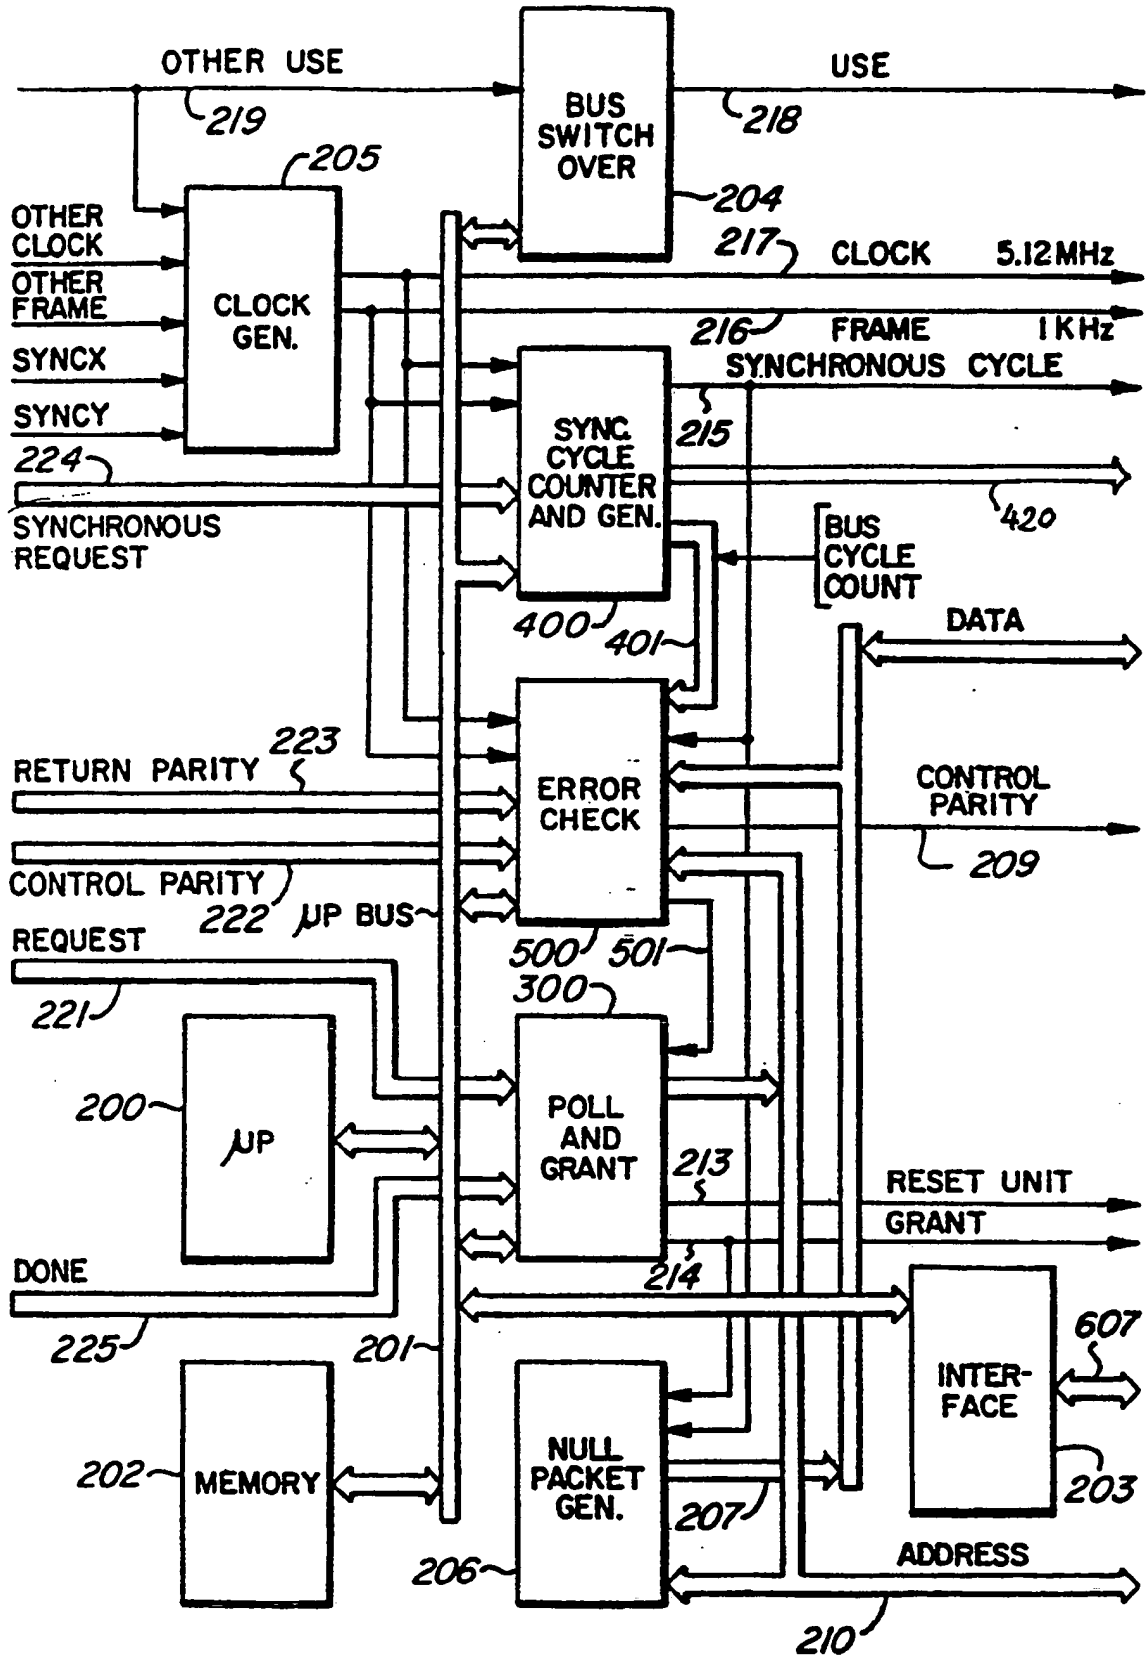 OTHER USE
USE
219
BUS
SWITCH
OVER
218
205
204
OTHER
CLOCK
OTHER
FRAME
SYNCX
SYNCY
CLOCK
GEN.
217
CLOCK 5.12MHz
216
FRAME 1KHz
SYNCHRONOUS CYCLE
215
224
SYNCHRONOUS
REQUEST
SYNC.
CYCLE
COUNTER
AND GEN.
420
BUS
CYCLE
COUNT
400
401
DATA
223
RETURN PARITY
ERROR
CHECK
CONTROL
PARITY
209
CONTROL PARITY
222
μP BUS
500
501
REQUEST
221
300
200
μP
POLL
AND
GRANT
213
RESET UNIT
GRANT
214
DONE
225
201
607
INTER-
FACE
203
202
MEMORY
NULL
PACKET
GEN.
207
206
ADDRESS
210